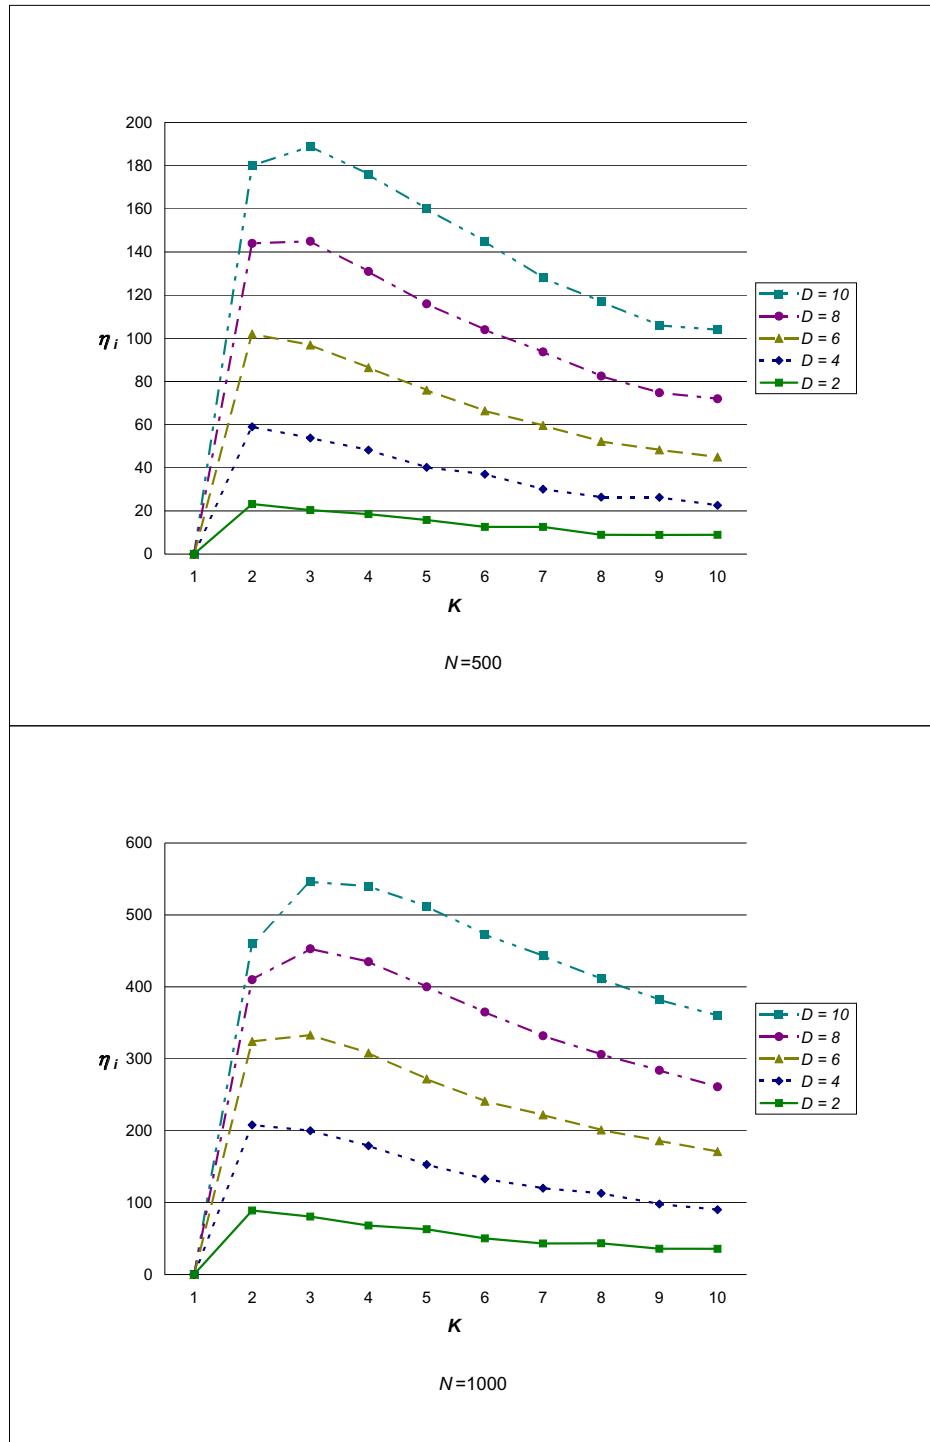 200
180
160
140
120
100
80
60
40
20
0
η i
1 2 3 4 5 6 7 8 9 10
K
D = 10
D = 8
D = 6
D = 4
D = 2
N=500
600
500
400
300
200
100
0
η i
1 2 3 4 5 6 7 8 9 10
K
D = 10
D = 8
D = 6
D = 4
D = 2
N=1000